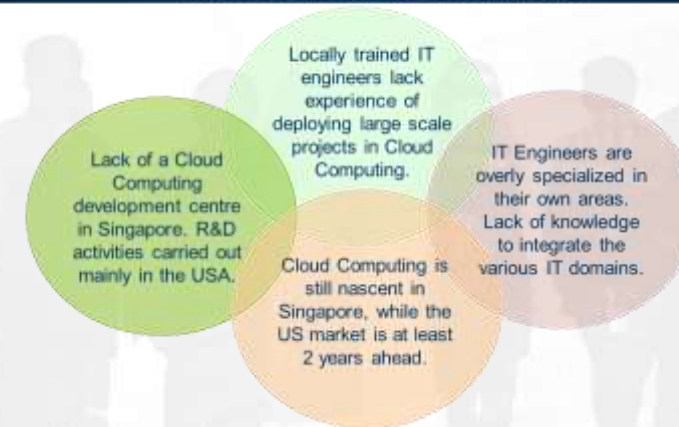 Locally trained IT
engineers lack
experience of
deploying large scale
projects in Cloud
Computing.
Lack of a Cloud
Computing
development centre
in Singapore. R&D
activities carried out
mainly in the USA.
IT Engineers are
overly specialized in
their own areas.
Lack of knowledge
to integrate the
various IT domains.
Cloud Computing is
still nascent in
Singapore, while the
US market is at least
2 years ahead.